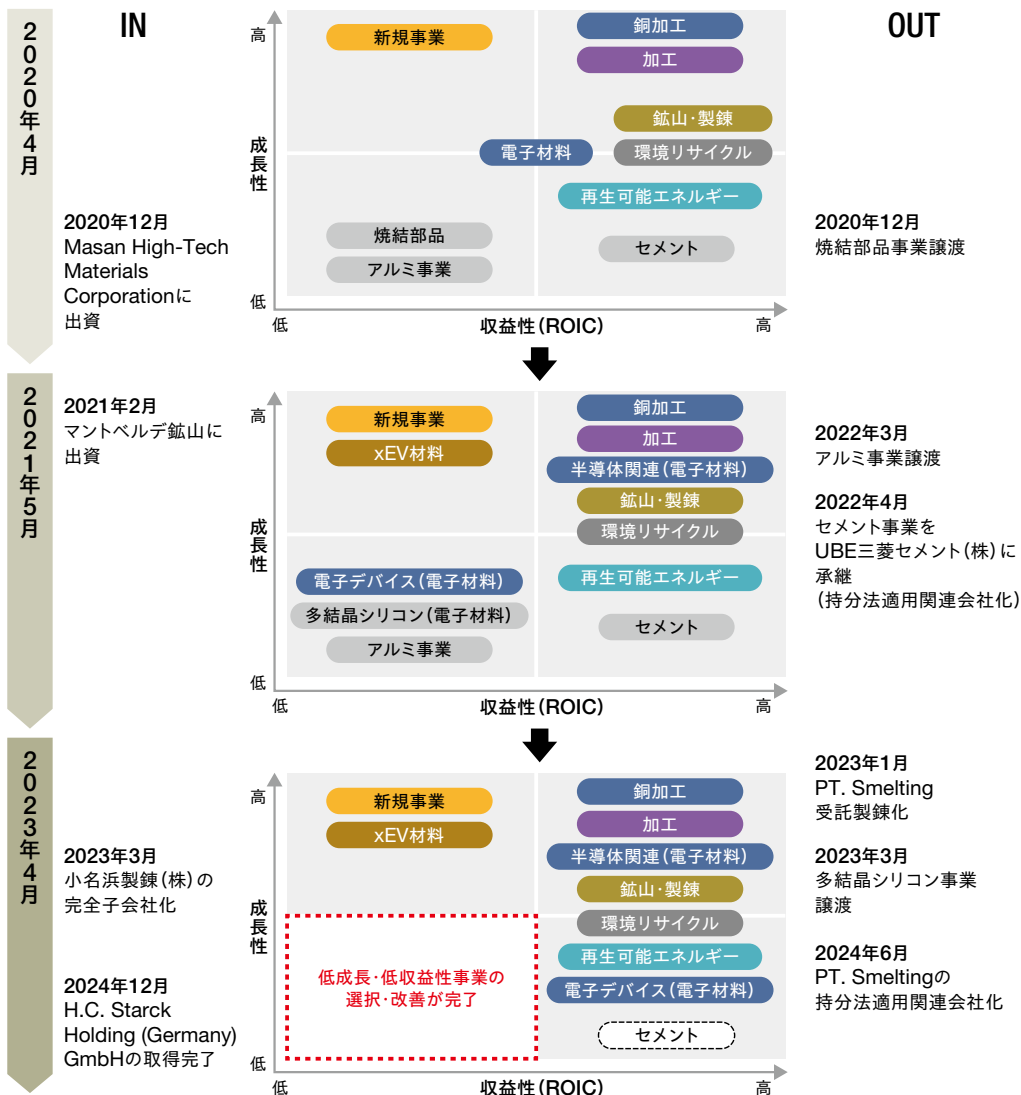 IN
OUT
2020年4月
2020年12月
Masan High-Tech
Materials
Corporationに
出資
高
成長性
低
新規事業
銅加工
加工
鉱山・製錬
電子材料
環境リサイクル
再生可能エネルギー
焼結部品
セメント
アルミ事業
低
収益性(ROIC)
高
2020年12月
焼結部品事業譲渡
2021年5月
2021年2月
マントベルデ鉱山に
出資
高
成長性
低
新規事業
xEV材料
銅加工
加工
半導体関連(電子材料)
鉱山・製錬
環境リサイクル
電子デバイス(電子材料)
再生可能エネルギー
多結晶シリコン(電子材料)
セメント
アルミ事業
低
収益性(ROIC)
高
2022年3月
アルミ事業譲渡
2022年4月
セメント事業を
UBE三菱セメント(株)に
承継
(持分法適用関連会社化)
2023年4月
2023年3月
小名浜製錬(株)の
完全子会社化
2024年12月
H.C. Starck
Holding (Germany)
GmbHの取得完了
高
成長性
低
新規事業
xEV材料
銅加工
加工
半導体関連(電子材料)
鉱山・製錬
環境リサイクル
再生可能エネルギー
電子デバイス(電子材料)
セメント
低成長・低収益性事業の
選択・改善が完了
低
収益性(ROIC)
高
2023年1月
PT. Smelting
受託製錬化
2023年3月
多結晶シリコン事業
譲渡
2024年6月
PT. Smeltingの
持分法適用関連会社化